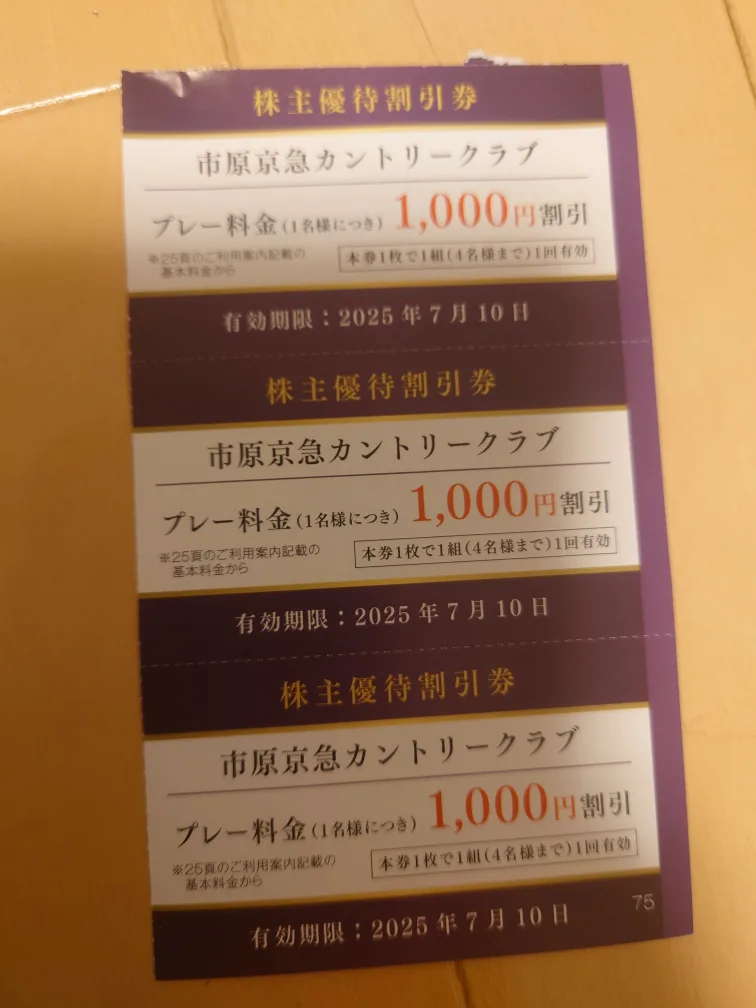 株主優待割引券
市原京急カントリークラブ
プレー料金(1名様につき) 1,000円割引
※25頁のご利用案内記載の
基本料金から
本券1枚で1組(4名様まで)1回有効
有効期限：2025年7月10日
株主優待割引券
市原京急カントリークラブ
プレー料金(1名様につき) 1,000円割引
※25頁のご利用案内記載の
基本料金から
本券1枚で1組(4名様まで)1回有効
有効期限：2025年7月10日
株主優待割引券
市原京急カントリークラブ
プレー料金(1名様につき) 1,000円割引
※25頁のご利用案内記載の
基本料金から
本券1枚で1組(4名様まで)1回有効
有効期限：2025年7月10日
75